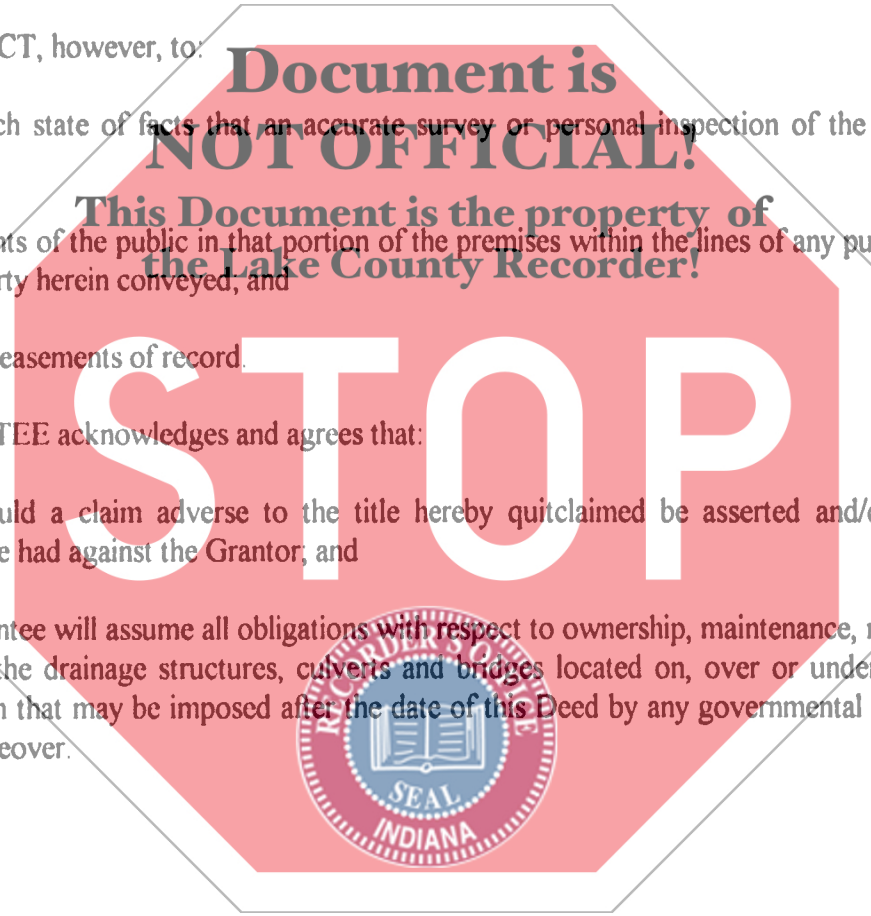 CT, however, to:
Document is
ch state of facts that an accurate survey or personal inspection of the
NOT OFFICIAL!
This Document is the property of
nts of the public in that portion of the premises within the lines of any pu
the Lake County Recorder!
rty herein conveyed; and
easements of record.
STOP
TEE acknowledges and agrees that:
uld a claim adverse to the title hereby quitclaimed be asserted and/
e had against the Grantor; and
ntee will assume all obligations with respect to ownership, maintenance,
the drainage structures, culverts and bridges located on, over or under
n that may be imposed after the date of this Deed by any governmental
eover.
RECORDER'S OFFICE
SEAL
INDIANA